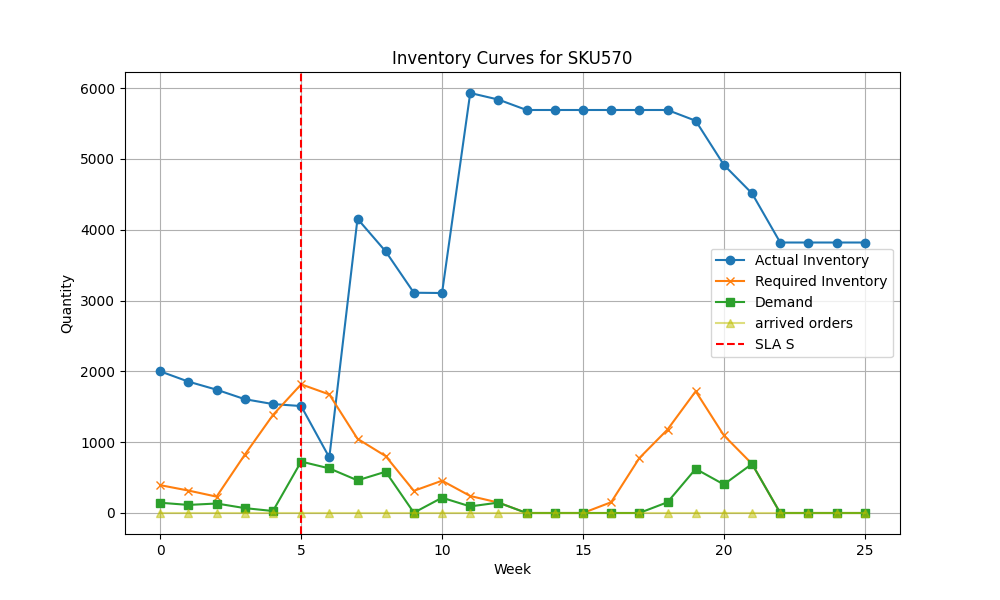 Inventory Curves for SKU570
6000
5000
4000
3000
2000
1000
0
Quantity
Actual Inventory
Required Inventory
Demand
arrived orders
SLA S
0 5 10 15 20 25
Week